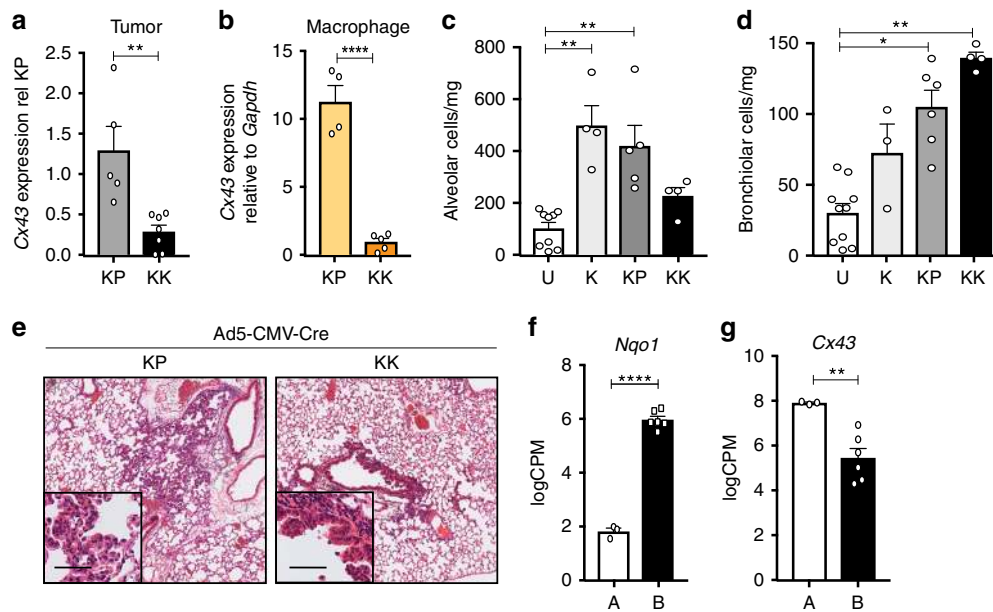 a
Tumor
**
Cx43 expression rel KP
2.5
2.0
1.5
1.0
0.5
0.0
KP
KK
b
Macrophage
****
Cx43 expression
relative to Gapdh
15
10
5
0
KP
KK
c
**
**
Alveolar cells/mg
800
600
400
200
0
U
K
KP
KK
d
**
*
Bronchiolar cells/mg
150
100
50
0
U
K
KP
KK
e
Ad5-CMV-Cre
KP
KK
f
Nqo1
****
logCPM
8
6
4
2
0
A
B
g
Cx43
**
logCPM
10
8
6
4
2
0
A
B